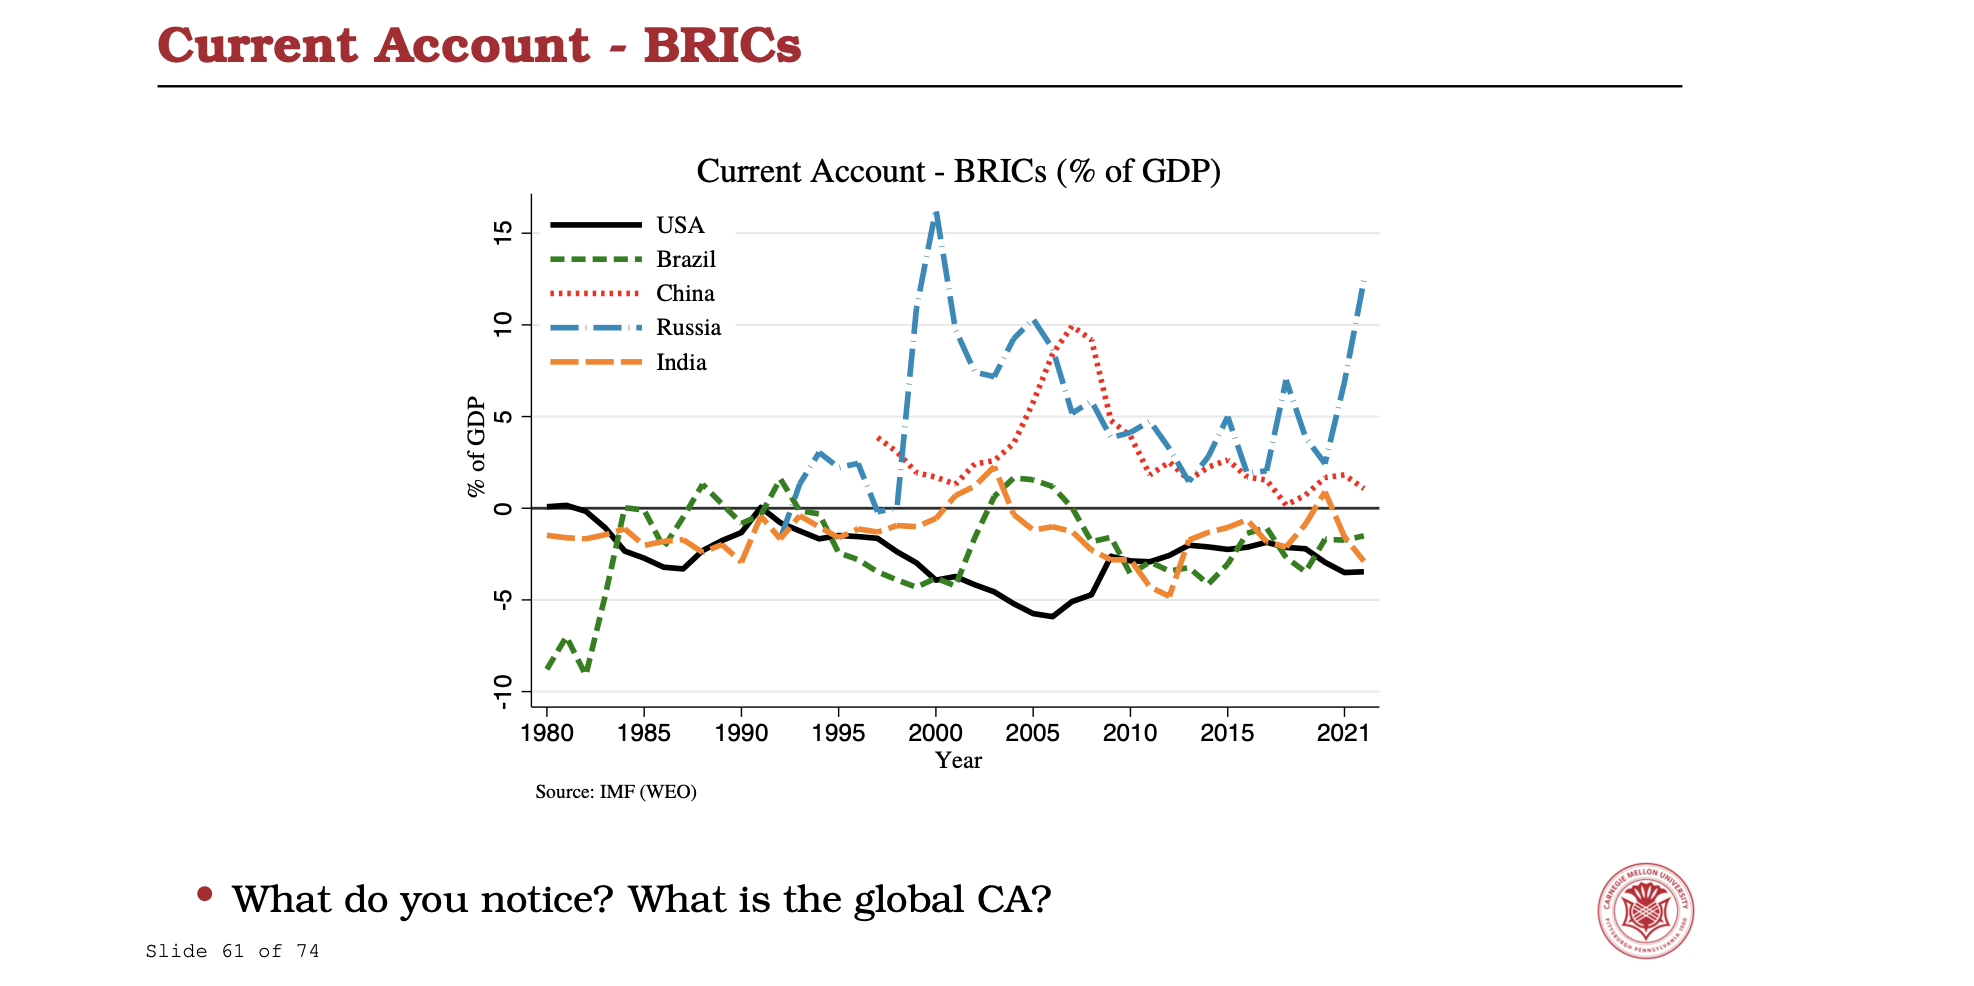 Current Account - BRICs
Current Account - BRICs (% of GDP)
USA
Brazil
China
Russia
India
% of GDP
15
10
5
0
-5
-10
1980 1985 1990 1995 2000 2005 2010 2015 2021
Year
Source: IMF (WEO)
• What do you notice? What is the global CA?
CARNEGIE MELLON UNIVERSITY
PITTSBURGH PENNSYLVANIA 1900
Slide 61 of 74